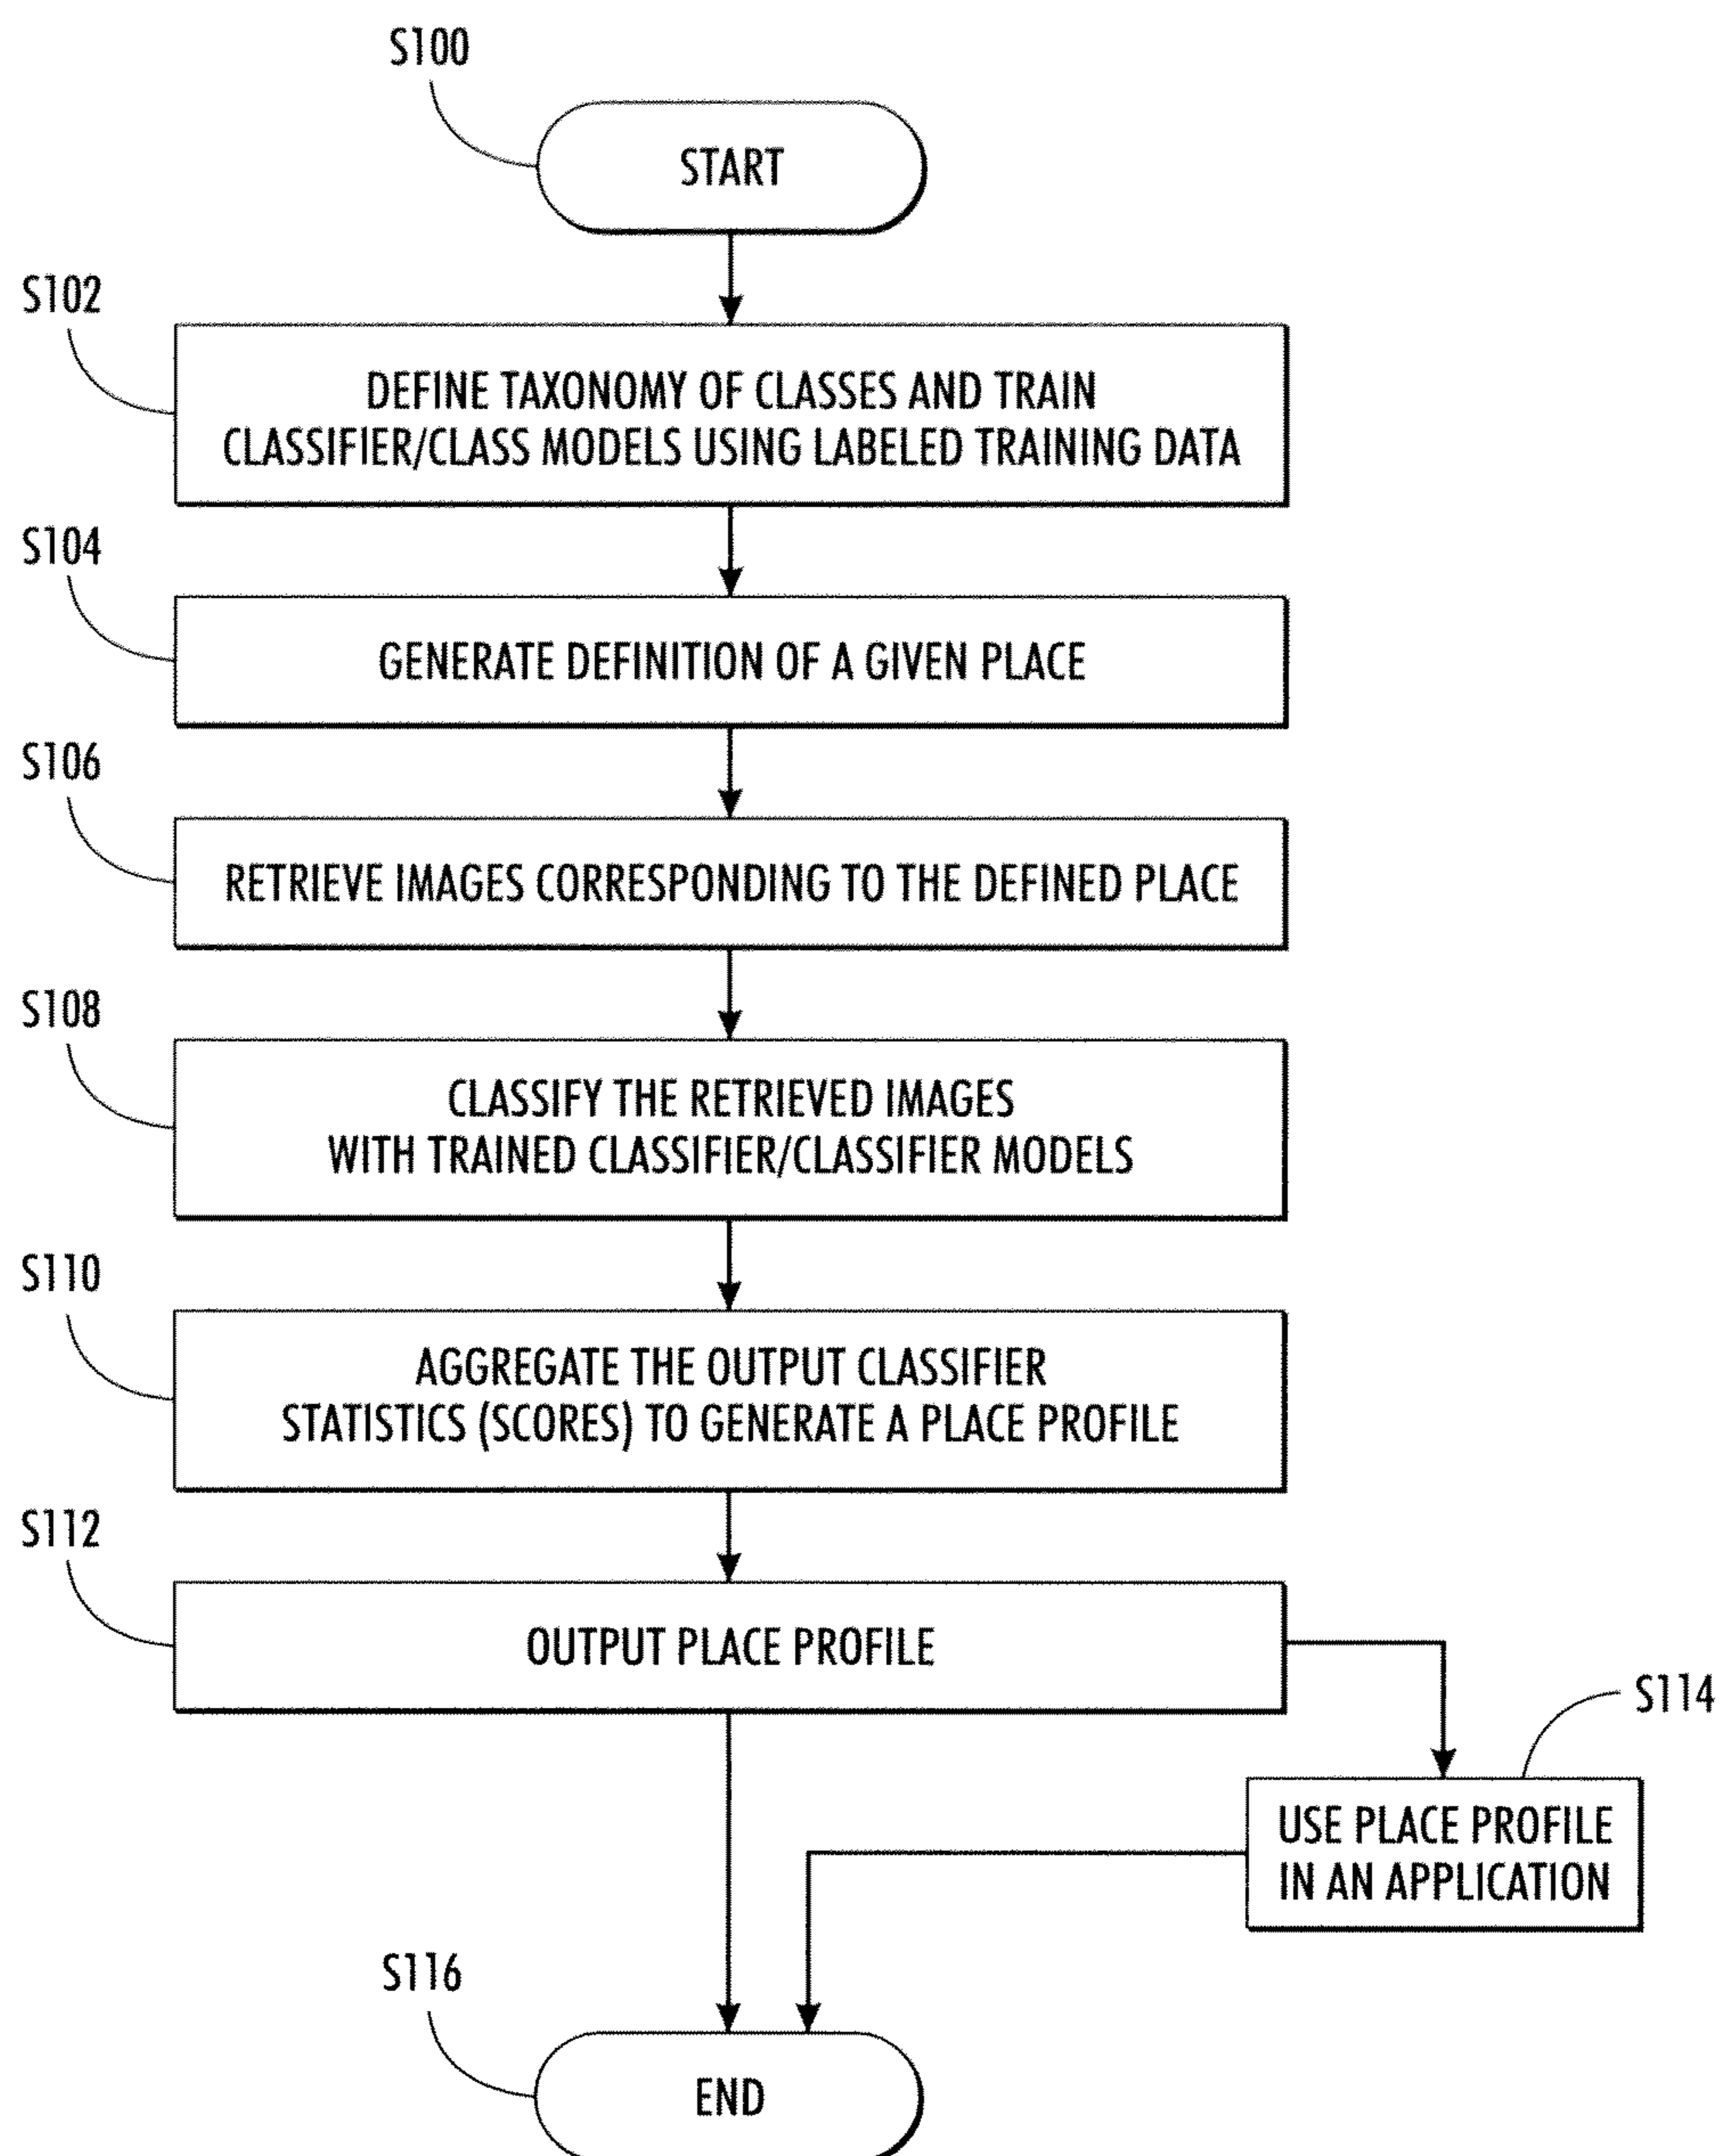 S100
START
S102
DEFINE TAXONOMY OF CLASSES AND TRAIN
CLASSIFIER/CLASS MODELS USING LABELED TRAINING DATA
S104
GENERATE DEFINITION OF A GIVEN PLACE
S106
RETRIEVE IMAGES CORRESPONDING TO THE DEFINED PLACE
S108
CLASSIFY THE RETRIEVED IMAGES
WITH TRAINED CLASSIFIER/CLASSIFIER MODELS
S110
AGGREGATE THE OUTPUT CLASSIFIER
STATISTICS (SCORES) TO GENERATE A PLACE PROFILE
S112
OUTPUT PLACE PROFILE
S114
USE PLACE PROFILE
IN AN APPLICATION
S116
END